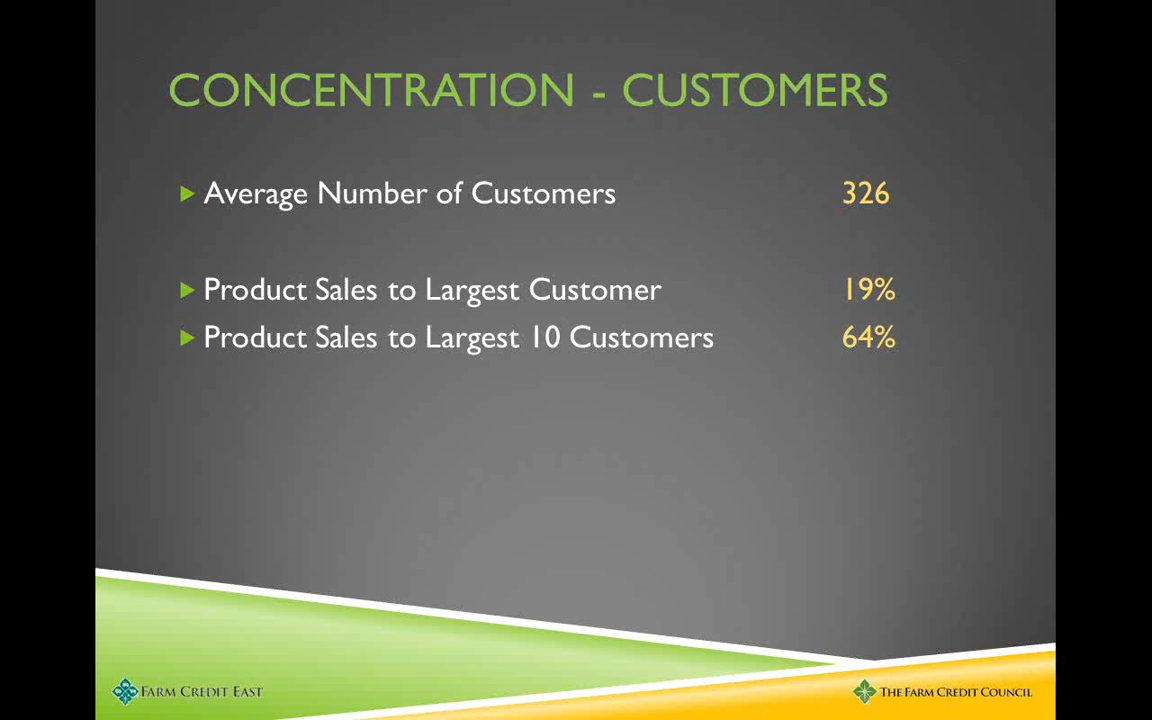 CONCENTRATION - CUSTOMERS
Average Number of Customers 326
Product Sales to Largest Customer 19%
Product Sales to Largest 10 Customers 64%
FARM CREDIT EAST
THE FARM CREDIT COUNCIL